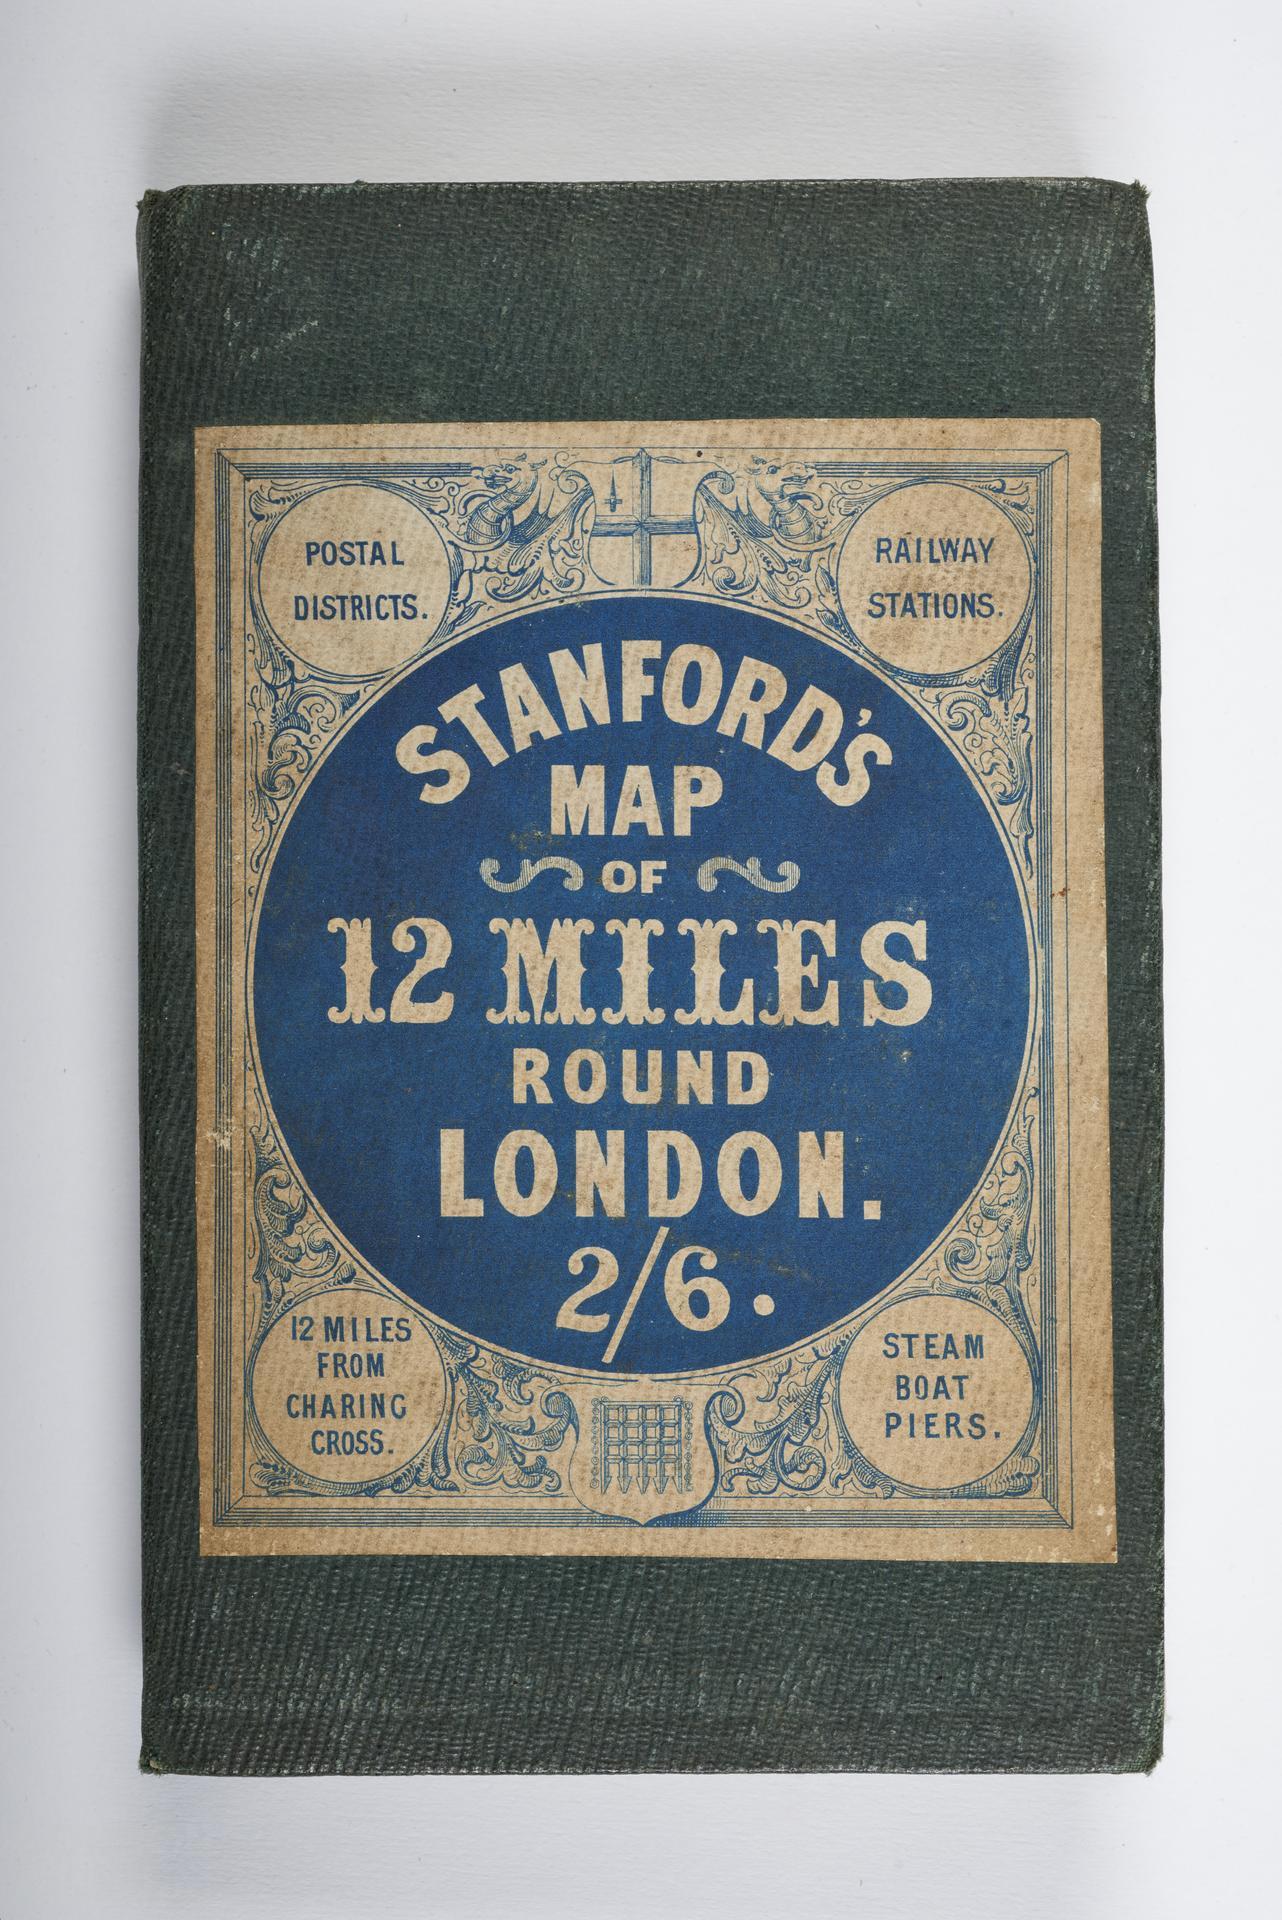 POSTAL
DISTRICTS.
RAILWAY
STATIONS.
STANFORD'S
MAP
OF
12 MILES
ROUND
LONDON.
2/6.
12 MILES
FROM
CHARING
CROSS.
STEAM
BOAT
PIERS.